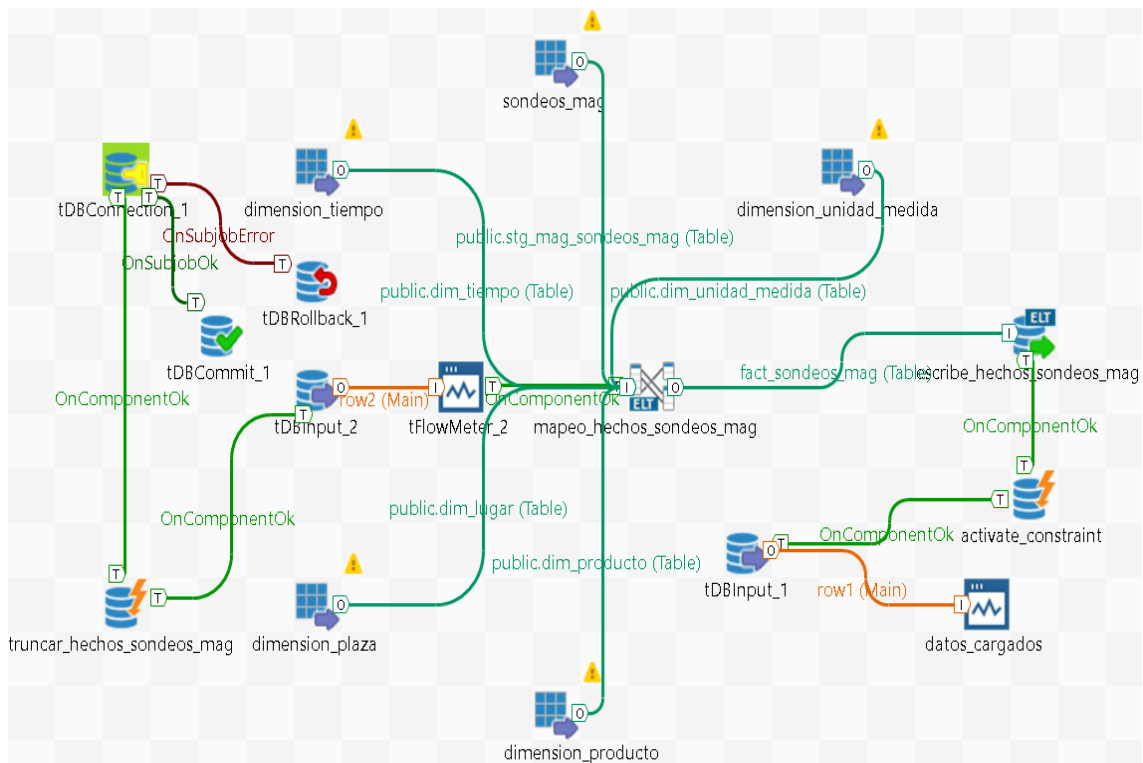 O
sondeos_mag
T
O
O
T
T
tDBConnection_1
dimension_tiempo
dimension_unidad_medida
OnSubjobError
public.stg_mag_sondeos_mag (Table)
OnSubjobOk
T
public.dim_tiempo (Table)
public.dim_unidad_medida (Table)
T
tDBRollback_1
ELT
I
T
tDBCommit_1
fact_sondeos_mag (Table)
escribe_hechos_sondeos_mag
O
I
T
T
I
O
OnComponentOk
row2 (Main)
OnComponentOk
ELT
T
tDBInput_2
tFlowMeter_2
mapeo_hechos_sondeos_mag
OnComponentOk
T
public.dim_lugar (Table)
T
OnComponentOk
OnComponentOk
activate_constraint
T
O
public.dim_producto (Table)
T
tDBInput_1
row1 (Main)
T
O
I
truncar_hechos_sondeos_mag
dimension_plaza
datos_cargados
O
dimension_producto